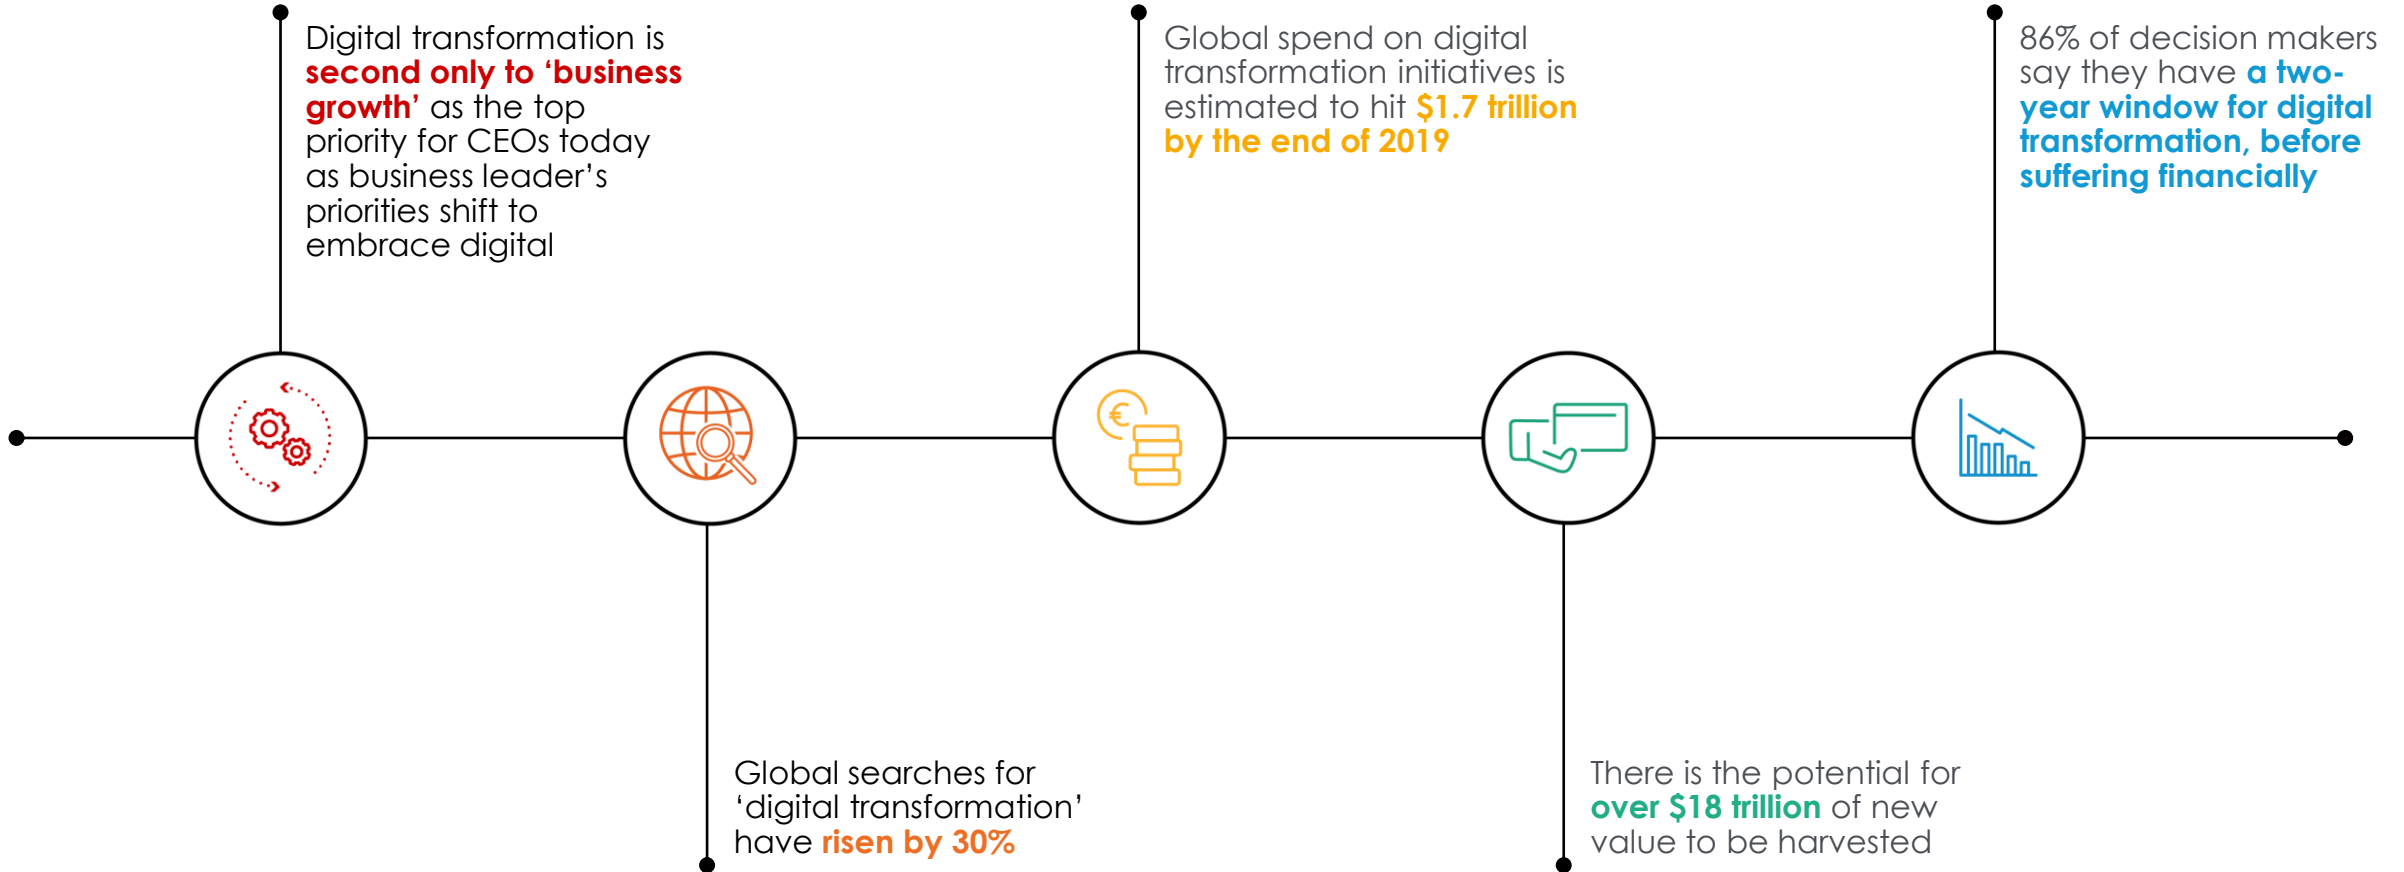 Digital transformation is
second only to ‘business
growth’ as the top
priority for CEOs today
as business leader’s
priorities shift to
embrace digital
Global searches for
‘digital transformation’
have risen by 30%
Global spend on digital
transformation initiatives is
estimated to hit $1.7 trillion
by the end of 2019
There is the potential for
over $18 trillion of new
value to be harvested
86% of decision makers
say they have a two-
year window for digital
transformation, before
suffering financially
€